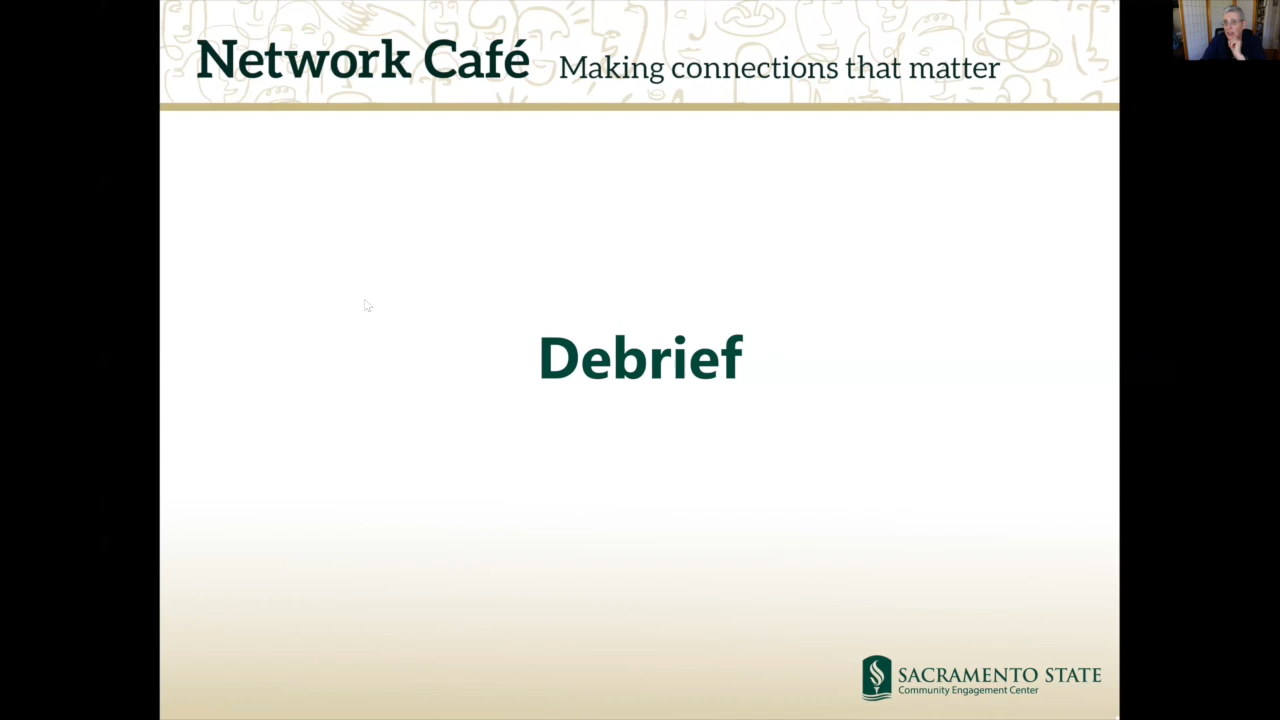 Network Café Making connections that matter
Debrief
SACRAMENTO STATE
Community Engagement Center